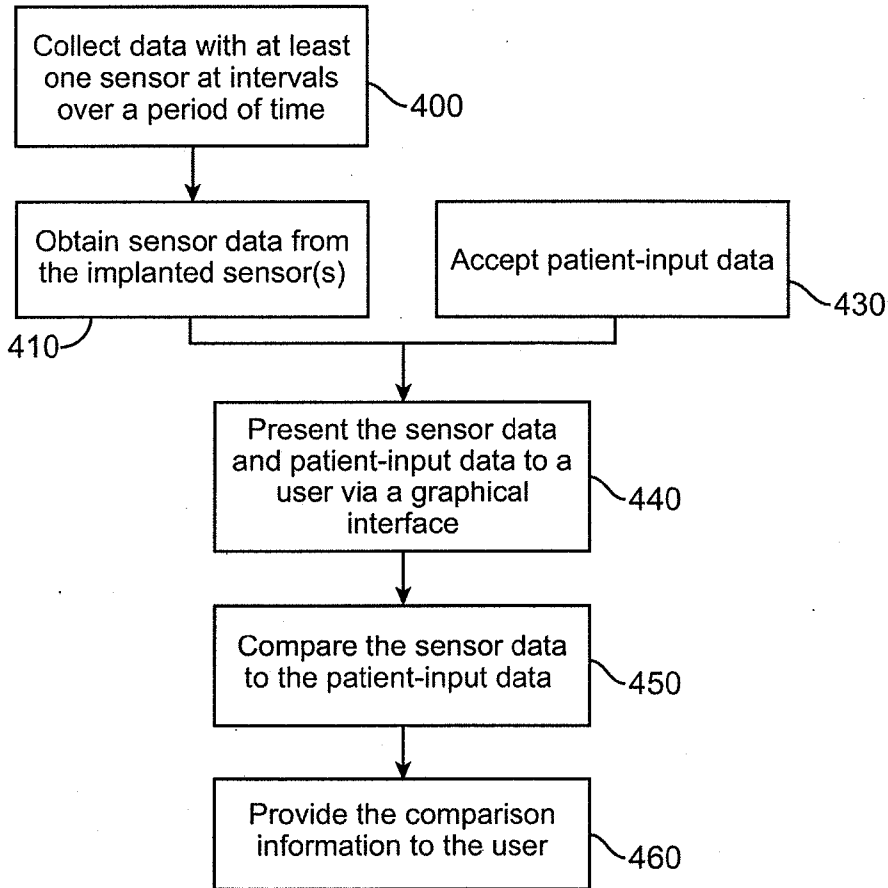 Collect data with at least
one sensor at intervals
over a period of time
400
Obtain sensor data from
the implanted sensor(s)
410
Accept patient-input data
430
Present the sensor data
and patient-input data to a
user via a graphical
interface
440
Compare the sensor data
to the patient-input data
450
Provide the comparison
information to the user
460